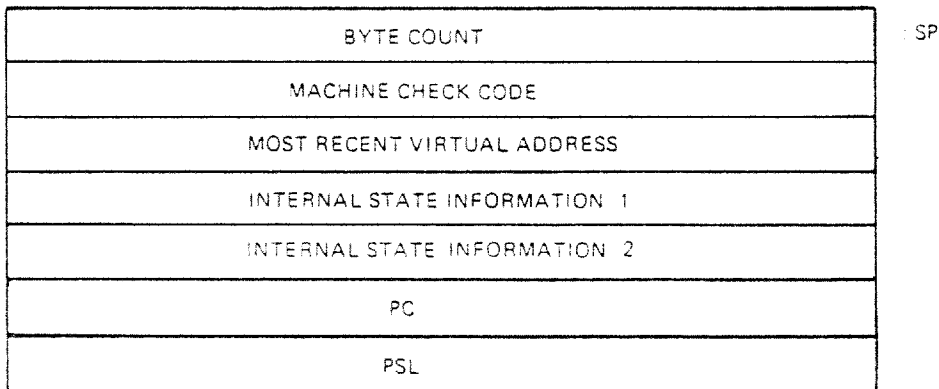 BYTE COUNT : SP
MACHINE CHECK CODE
MOST RECENT VIRTUAL ADDRESS
INTERNAL STATE INFORMATION 1
INTERNAL STATE INFORMATION 2
PC
PSL